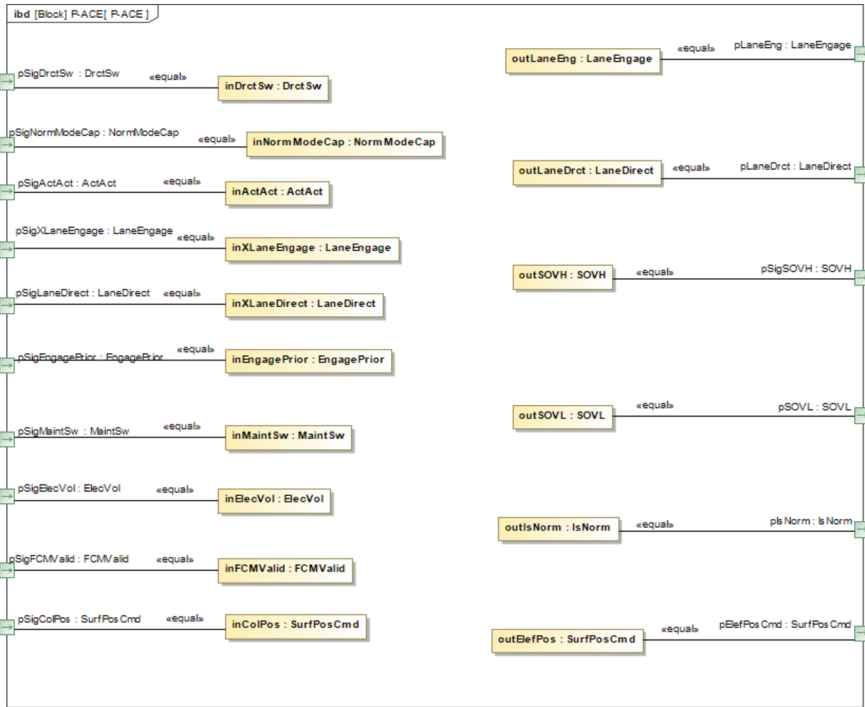 ibd [Block] P-ACE[ P-ACE ]
pSigDrctSw : DrctSw
«equal»
inDrctSw : DrctSw
pSigNormModeCap : NormModeCap
«equal»
inNormModeCap : NormModeCap
pSigActAct : ActAct
«equal»
inActAct : ActAct
pSigXLaneEngage : LaneEngage
«equal»
inXLaneEngage : LaneEngage
pSigLaneDirect : LaneDirect
«equal»
inXLaneDirect : LaneDirect
pSigEngagePrior : EngagePrior
«equal»
inEngagePrior : EngagePrior
pSigMaintSw : MaintSw
«equal»
inMaintSw : MaintSw
pSigElecVol : ElecVol
«equal»
inElecVol : ElecVol
pSigFCMValid : FCMValid
«equal»
inFCMValid : FCMValid
pSigColPos : SurfPosCmd
«equal»
inColPos : SurfPosCmd
outLaneEng : LaneEngage
«equal»
pLaneEng : LaneEngage
outLaneDrct : LaneDirect
«equal»
pLaneDrct : LaneDirect
outSOVH : SOVH
«equal»
pSigSOVH : SOVH
outSOVL : SOVL
«equal»
pSOVL : SOVL
outIsNorm : IsNorm
«equal»
pIsNorm : IsNorm
outElefPos : SurfPosCmd
«equal»
pElefPosCmd : SurfPosCmd